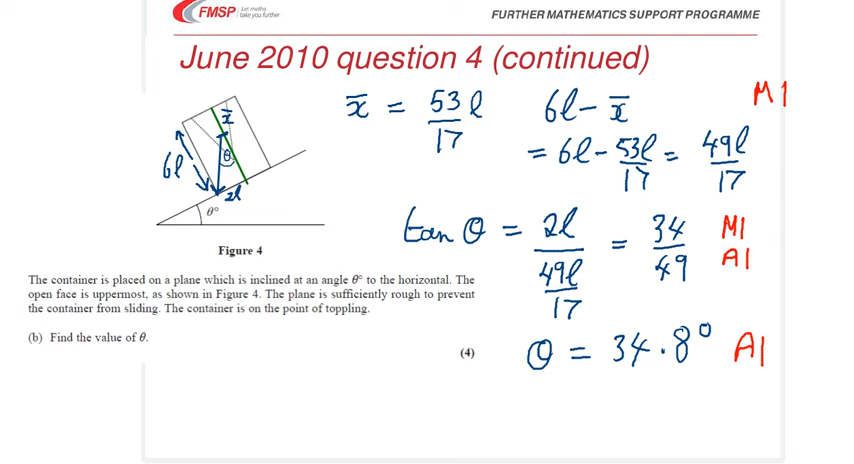 FMSP
Let maths
take you further
FURTHER MATHEMATICS SUPPORT PROGRAMME
June 2010 question 4 (continued)
x̄
θ
6l
2l
θ°
Figure 4
x̄ = 53l/17
6l − x̄
= 6l − 53l/17 = 49l/17
M1
tan θ = 2l/(49l/17) = 34/49
M1
A1
The container is placed on a plane which is inclined at an angle θ° to the horizontal. The
open face is uppermost, as shown in Figure 4. The plane is sufficiently rough to prevent
the container from sliding. The container is on the point of toppling.
(b) Find the value of θ.
(4)
θ = 34.8° A1